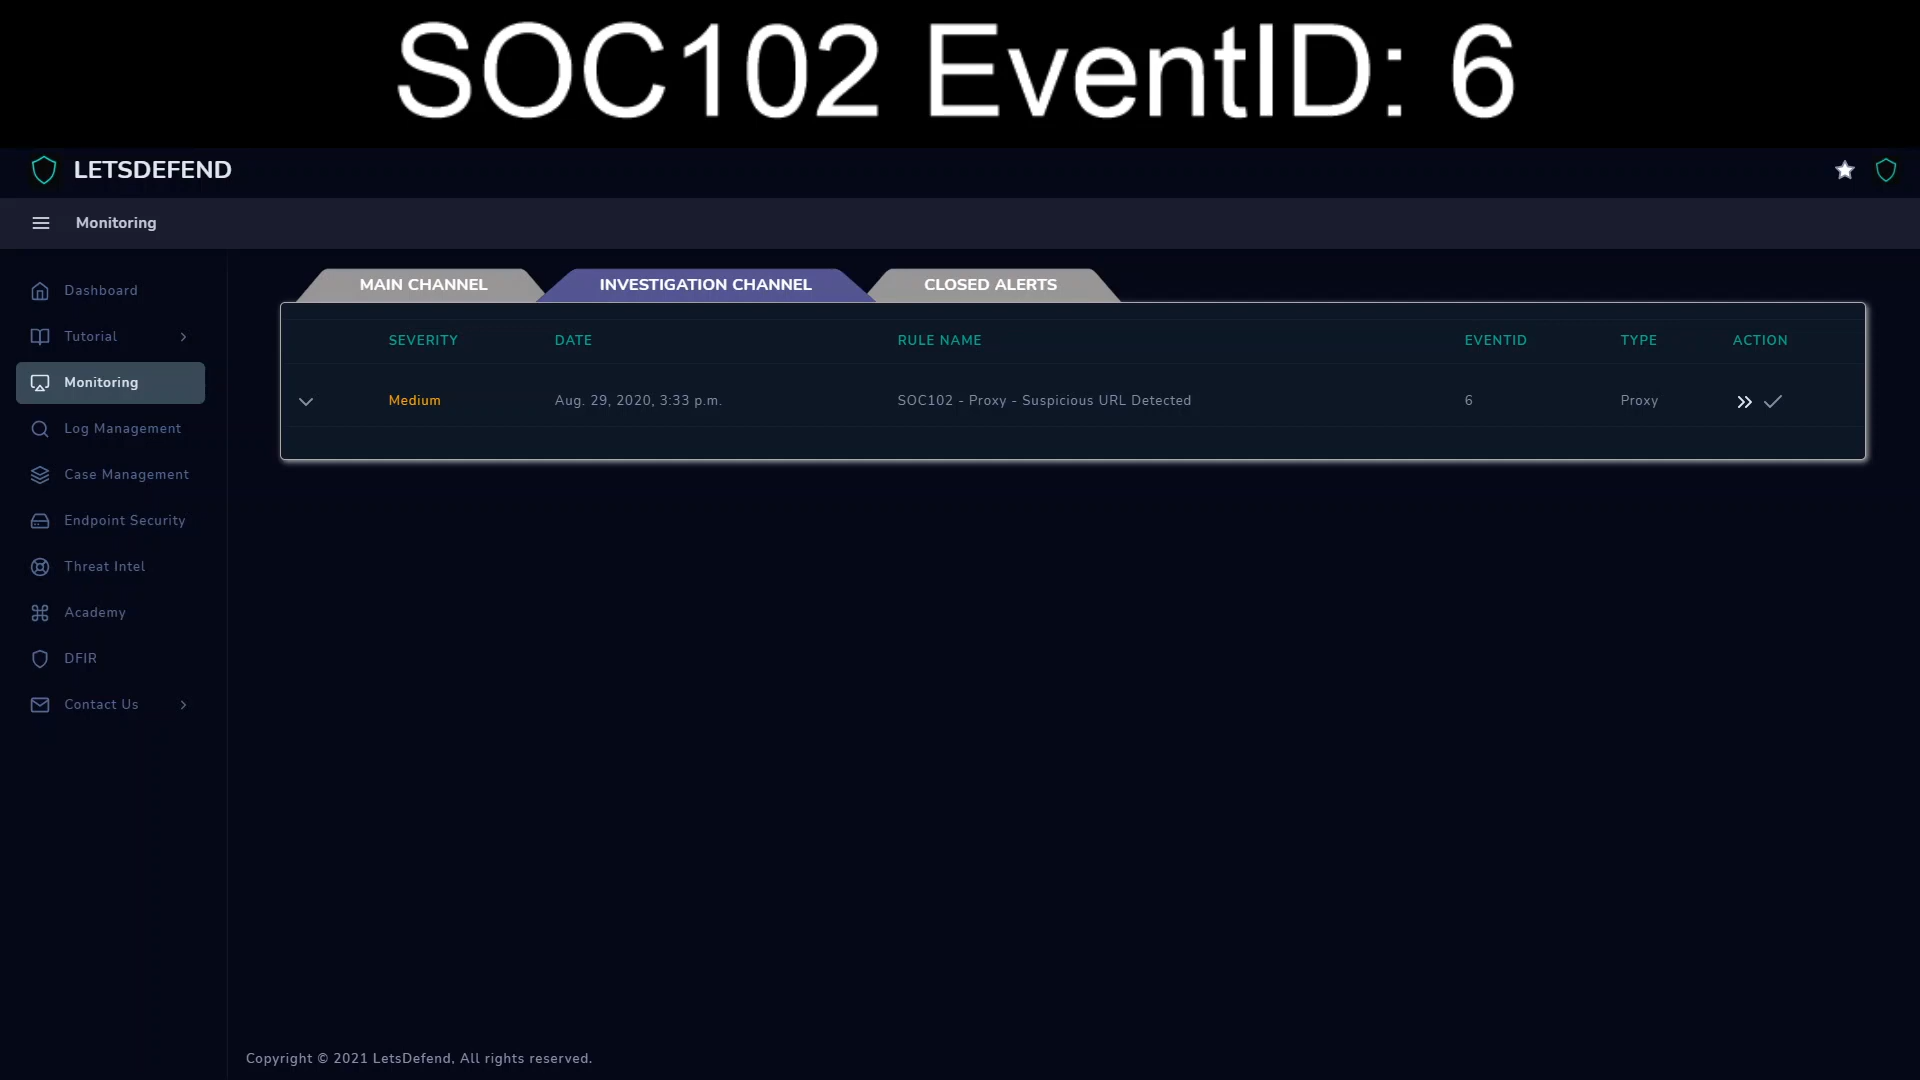 SOC102 EventID: 6
LETSDEFEND
Monitoring
Dashboard
Tutorial
Monitoring
Log Management
Case Management
Endpoint Security
Threat Intel
Academy
DFIR
Contact Us
MAIN CHANNEL INVESTIGATION CHANNEL CLOSED ALERTS
SEVERITY DATE RULE NAME EVENTID TYPE ACTION
Medium Aug. 29, 2020, 3:33 p.m. SOC102 - Proxy - Suspicious URL Detected 6 Proxy
Copyright © 2021 LetsDefend, All rights reserved.